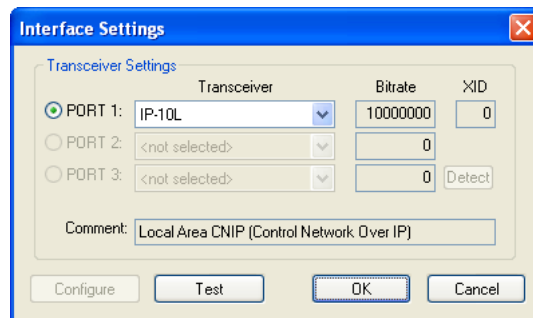 Interface Settings
Transceiver Settings
Transceiver Bitrate XID
PORT 1: IP-10L 10000000 0
PORT 2: <not selected> 0
PORT 3: <not selected> 0 Detect
Comment: Local Area CNIP (Control Network Over IP)
Configure Test OK Cancel